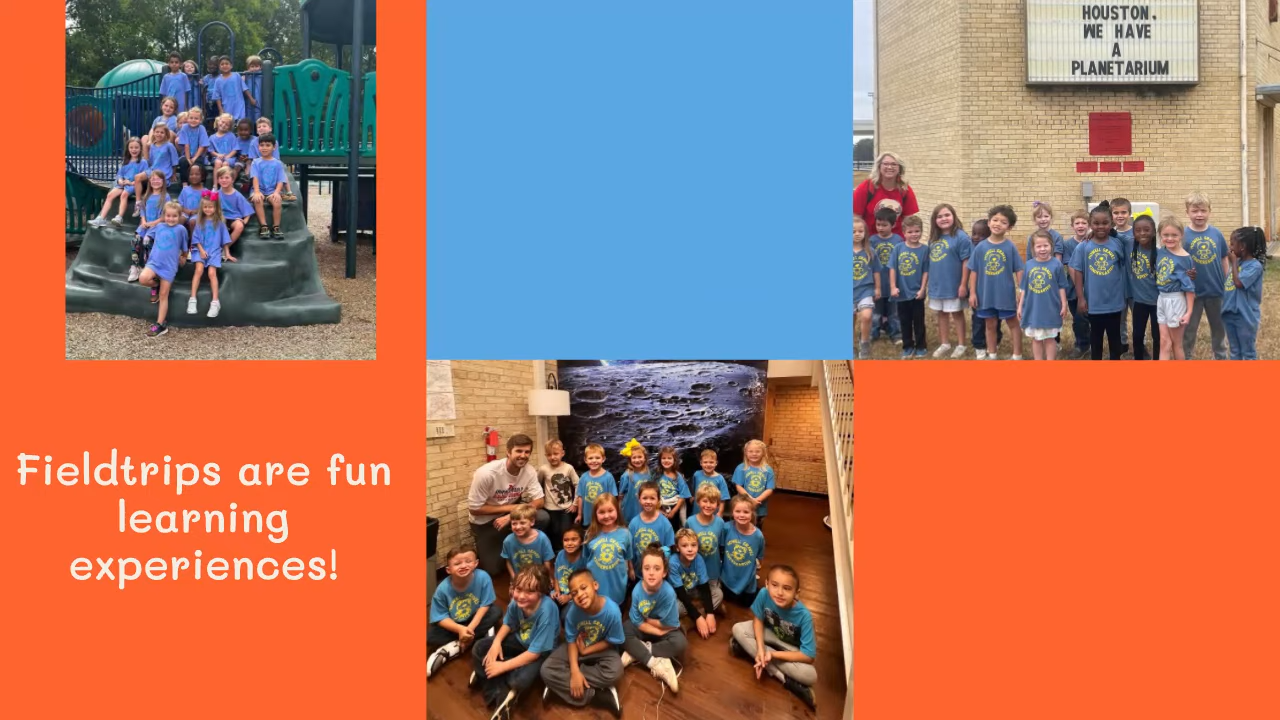 HOUSTON.
WE HAVE
A
PLANETARIUM
Fieldtrips are fun
learning
experiences!